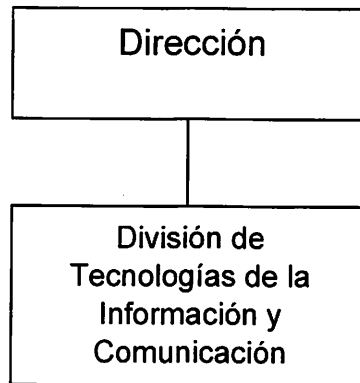 Dirección
División de
Tecnologías de la
Información y
Comunicación